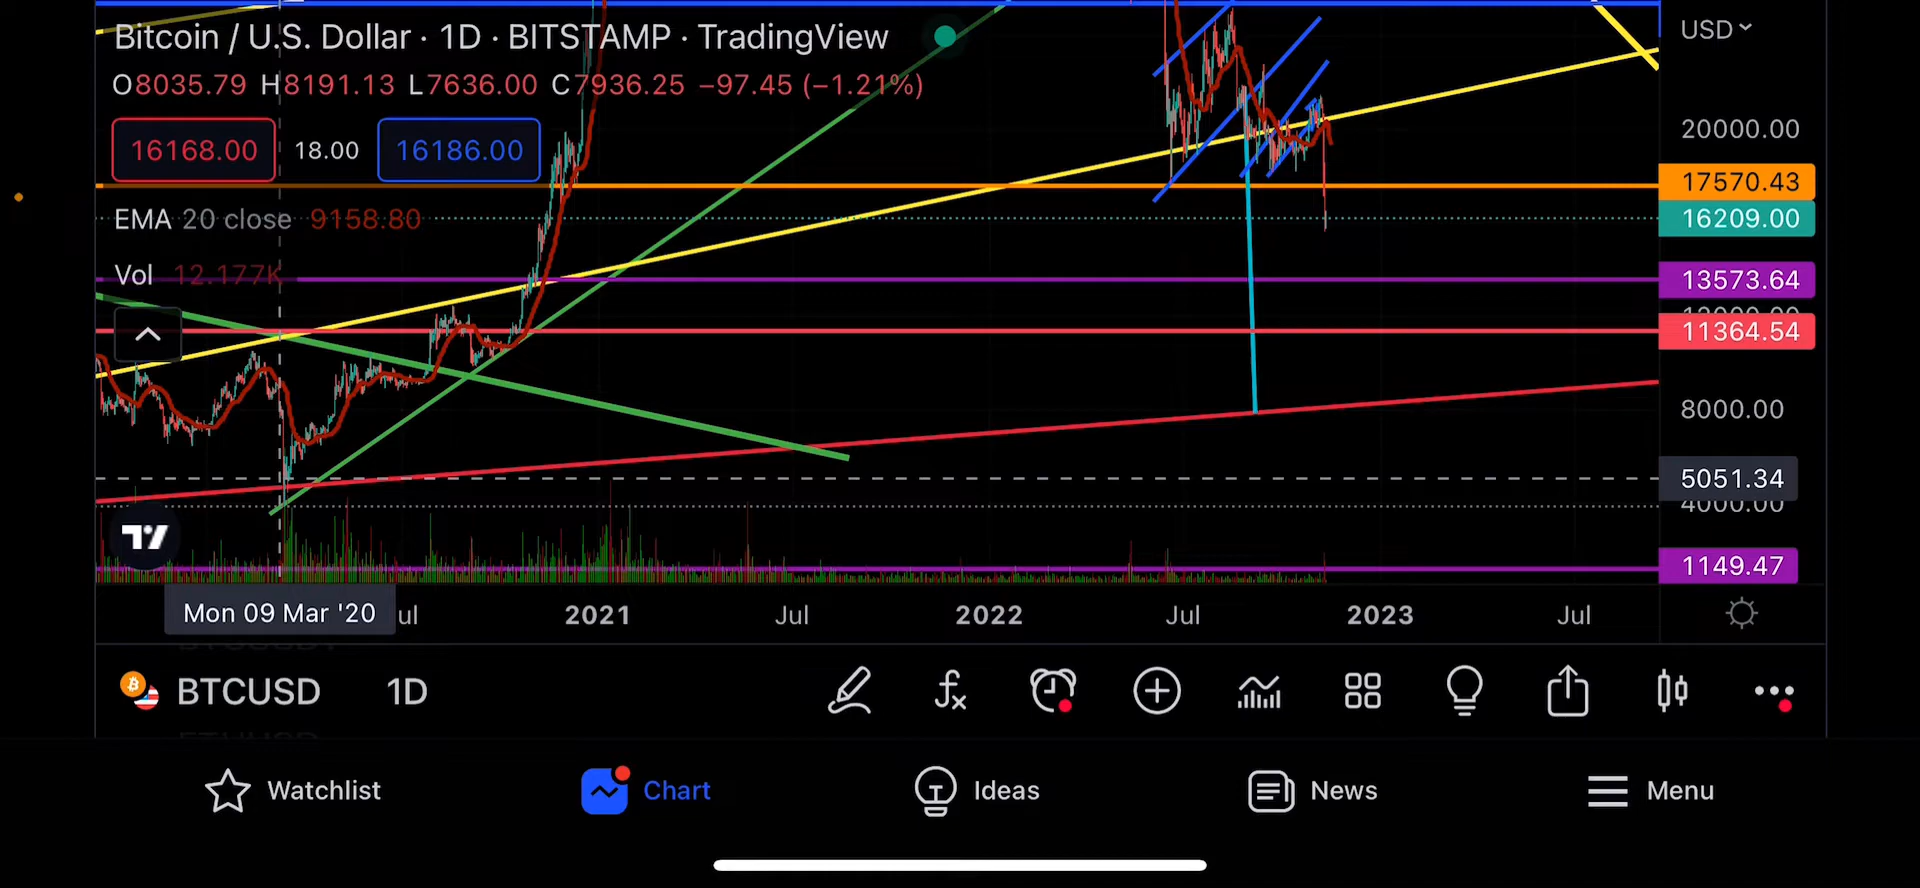 Bitcoin / U.S. Dollar · 1D · BITSTAMP · TradingView
USD
O8035.79 H8191.13 L7636.00 C7936.25 −97.45 (−1.21%)
16168.00 18.00 16186.00
20000.00
17570.43
EMA 20 close 9158.80
16209.00
Vol 12.177K
13573.64
11364.54
8000.00
5051.34
4000.00
1149.47
Mon 09 Mar '20
ul 2021 Jul 2022 Jul 2023 Jul
BTCUSD 1D
Watchlist Chart Ideas News Menu